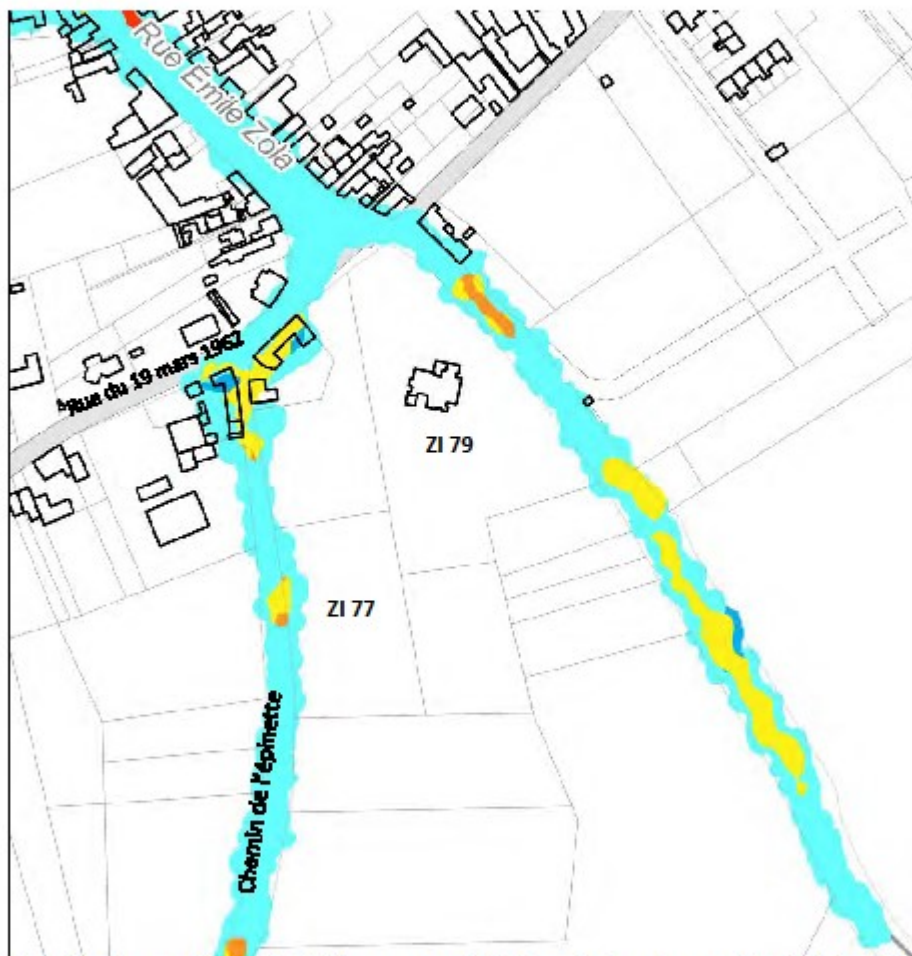 Rue Émile Zola
Rue du 19 mars 1962
ZI 79
ZI 77
Chemin de l'épinette